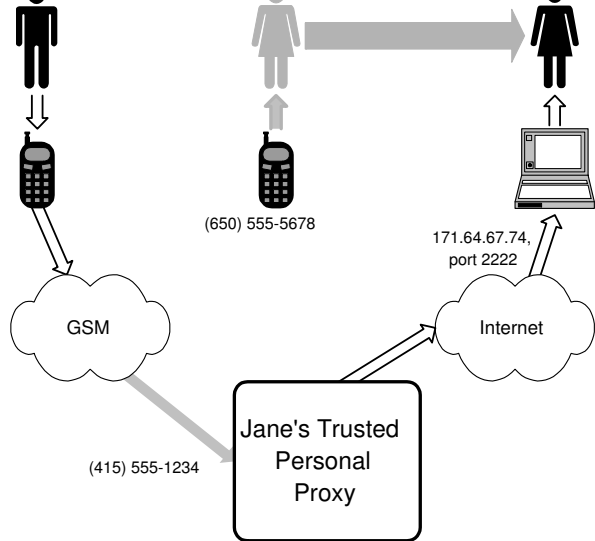 (650) 555-5678
171.64.67.74,
port 2222
GSM
Internet
Jane's Trusted
Personal
Proxy
(415) 555-1234